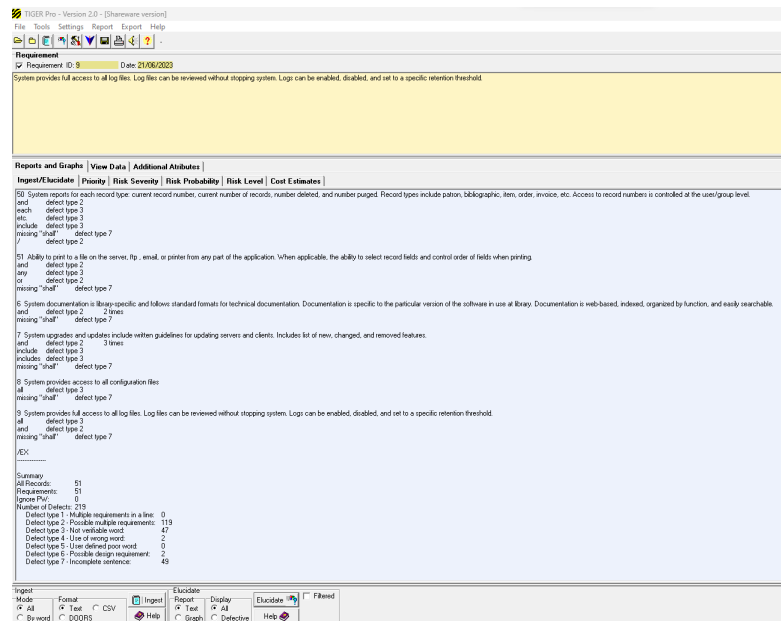 TIGER Pro - Version 2.0 - [Shareware version]
File Tools Settings Report Export Help
Requirement
Requirement ID: 9 Date: 21/06/2023
System provides full access to all log files. Log files can be reviewed without stopping system. Logs can be enabled, disabled, and set to a specific retention threshold.
Reports and Graphs View Data Additional Atributes
Ingest/Elucidate Priority Risk Severity Risk Probability Risk Level Cost Estimates
50 System reports for each record type: current record number, current number of records, number deleted, and number purged. Record types include patron, bibliographic, item, order, invoice, etc. Access to record numbers is controlled at the user/group level.
and defect type 2
each defect type 3
etc. defect type 3
include defect type 3
missing "shall" defect type 7
/ defect type 2
51 Ability to print to a file on the server, ftp , email, or printer from any part of the application. When applicable, the ability to select record fields and control order of fields when printing.
and defect type 2
any defect type 3
or defect type 2
missing "shall" defect type 7
6 System documentation is library-specific and follows standard formats for technical documentation. Documentation is specific to the particular version of the software in use at library. Documentation is web-based, indexed, organized by function, and easily searchable.
and defect type 2 2 times
missing "shall" defect type 7
7 System upgrades and updates include written guidelines for updating servers and clients. Includes list of new, changed, and removed features.
and defect type 2 3 times
include defect type 3
includes defect type 3
missing "shall" defect type 7
8 System provides access to all configuration files
all defect type 3
missing "shall" defect type 7
9 System provides full access to all log files. Log files can be reviewed without stopping system. Logs can be enabled, disabled, and set to a specific retention threshold.
all defect type 3
and defect type 2
missing "shall" defect type 7
/EX
---------------
Summary
All Records: 51
Requirements: 51
Ignore PW: 0
Number of Defects: 219
Defect type 1 - Multiple requirements in a line: 0
Defect type 2 - Possible multiple requirements: 119
Defect type 3 - Not verifiable word: 47
Defect type 4 - Use of wrong word: 2
Defect type 5 - User defined poor word: 0
Defect type 6 - Possible design requirement: 2
Defect type 7 - Incomplete sentence: 49
Ingest Elucidate
Mode Format Ingest Report Display Elucidate Filtered
All Text CSV Text All
By word DOORS Help Graph Defective Help